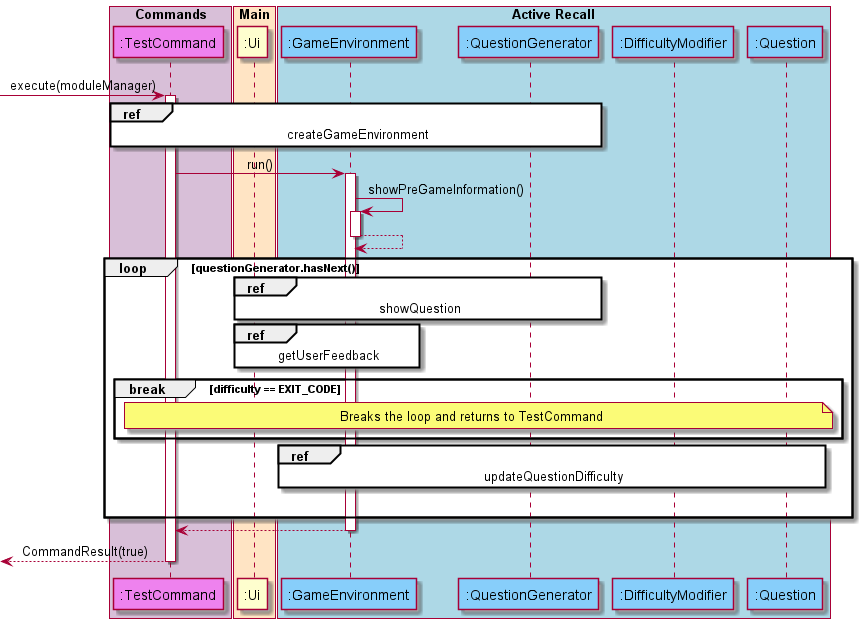 Commands Main Active Recall
:TestCommand :Ui :GameEnvironment :QuestionGenerator :DifficultyModifier :Question
execute(moduleManager)
ref
createGameEnvironment
run()
showPreGameInformation()
loop [questionGenerator.hasNext()]
ref
showQuestion
ref
getUserFeedback
break [difficulty == EXIT_CODE]
Breaks the loop and returns to TestCommand
ref
updateQuestionDifficulty
CommandResult(true)
:TestCommand :Ui :GameEnvironment :QuestionGenerator :DifficultyModifier :Question